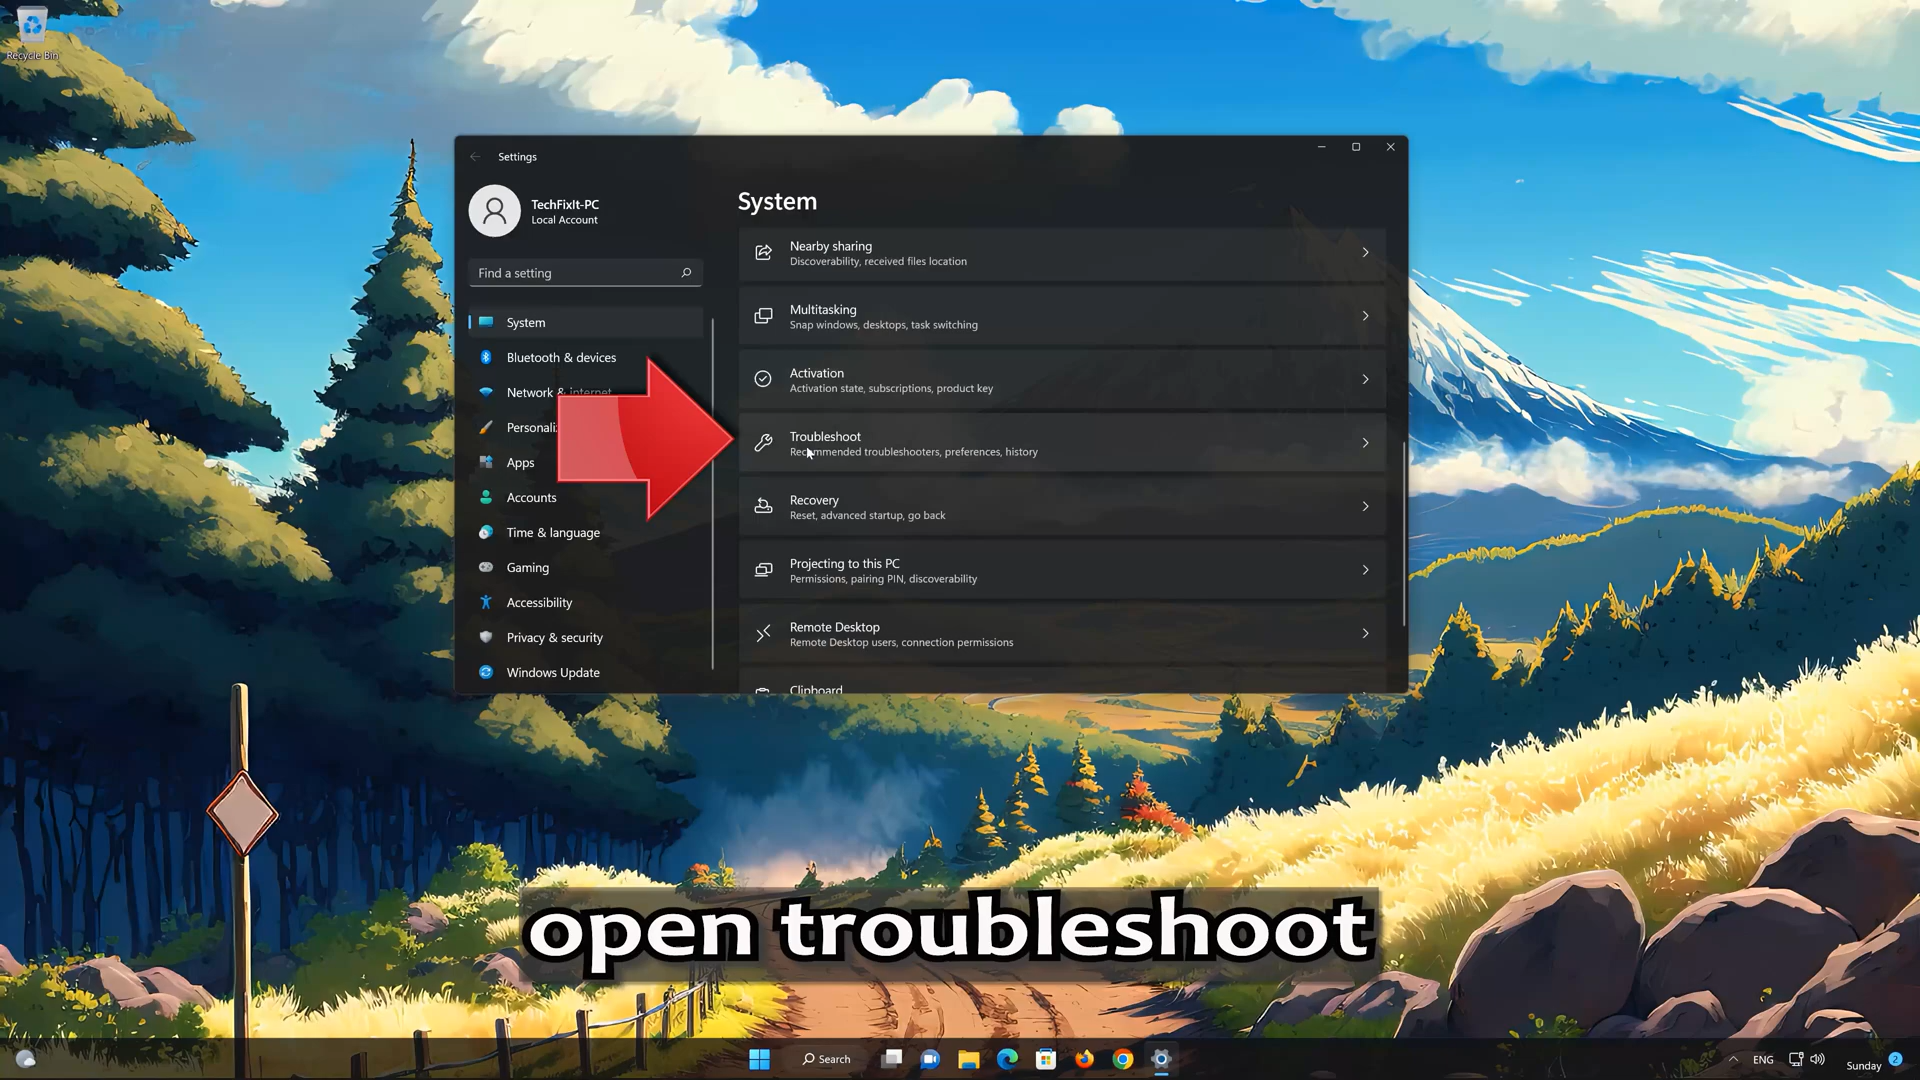 Recycle Bin
Settings
TechFixIt-PC
Local Account
Find a setting
System
Bluetooth & devices
Network & internet
Personali
Apps
Accounts
Time & language
Gaming
Accessibility
Privacy & security
Windows Update
System
Nearby sharing
Discoverability, received files location
Multitasking
Snap windows, desktops, task switching
Activation
Activation state, subscriptions, product key
Troubleshoot
Recommended troubleshooters, preferences, history
Recovery
Reset, advanced startup, go back
Projecting to this PC
Permissions, pairing PIN, discoverability
Remote Desktop
Remote Desktop users, connection permissions
Clipboard
open troubleshoot
Search
ENG
Sunday
2